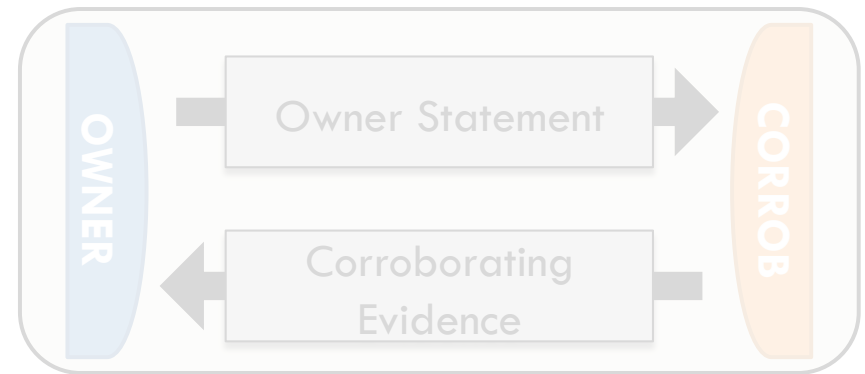 OWNER
Owner Statement
CORROB
Corroborating
Evidence